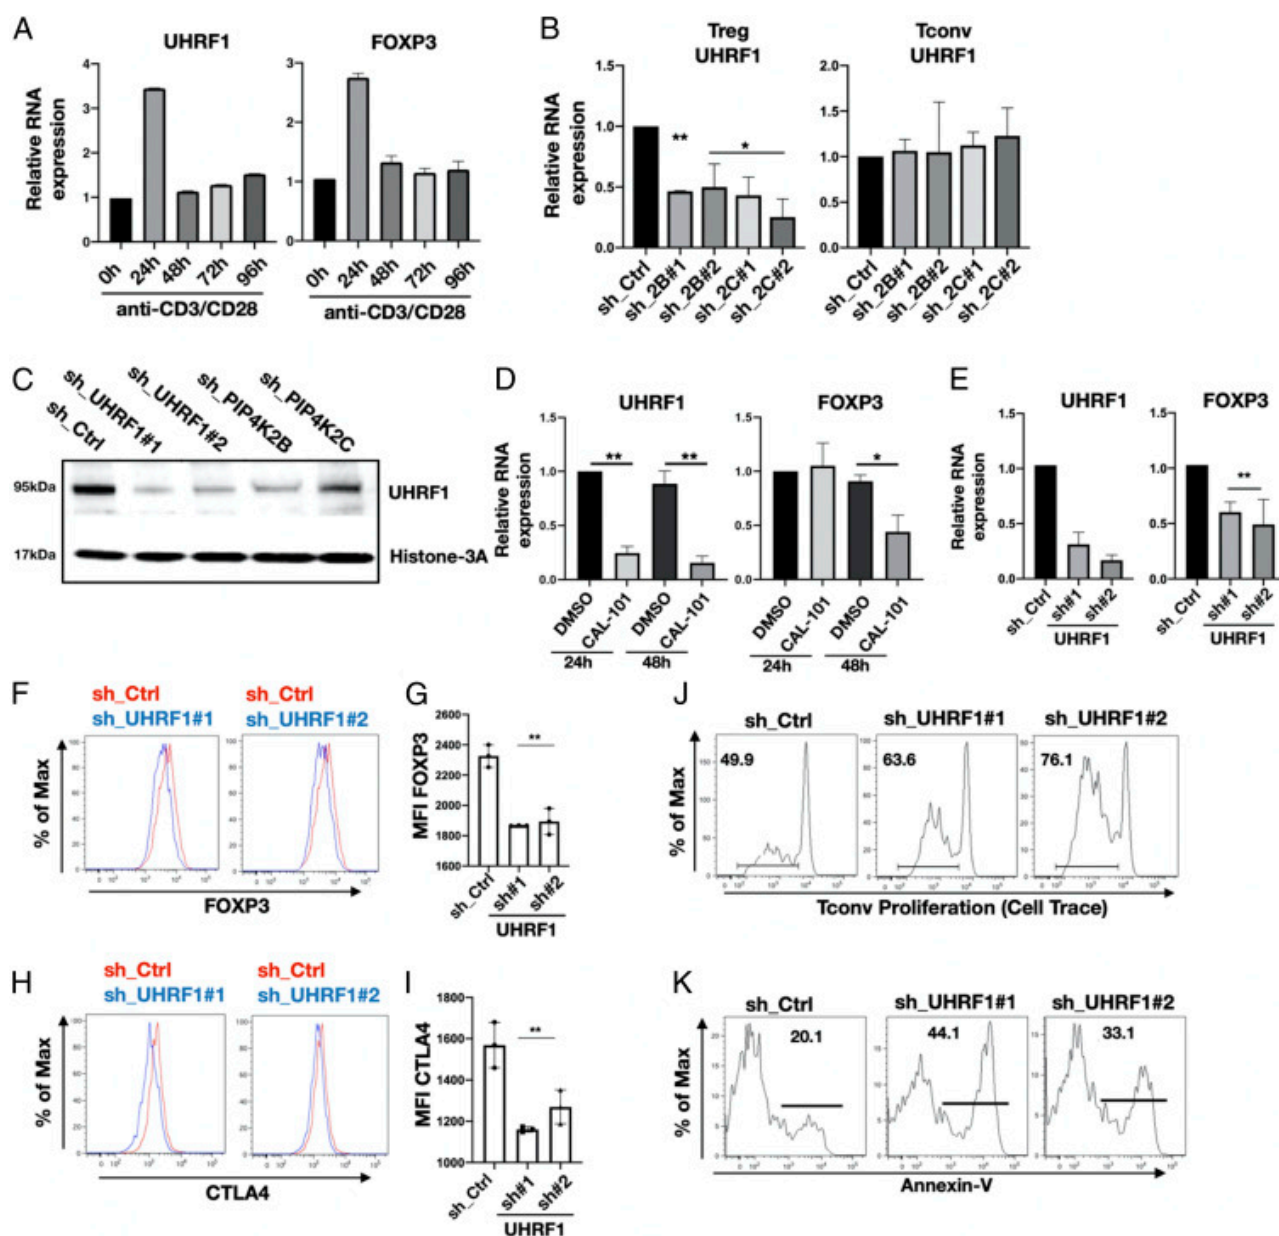 A
UHRF1
FOXP3
Relative RNA
expression
4
3
2
1
0
3
2
1
0
0h
24h
48h
72h
96h
anti-CD3/CD28
0h
24h
48h
72h
96h
anti-CD3/CD28
B
Treg
UHRF1
Tconv
UHRF1
Relative RNA
expression
1.5
1.0
0.5
0.0
**
*
2.0
1.5
1.0
0.5
0.0
sh_Ctrl
sh_2B#1
sh_2B#2
sh_2C#1
sh_2C#2
sh_Ctrl
sh_2B#1
sh_2B#2
sh_2C#1
sh_2C#2
C
sh_Ctrl
sh_UHRF1#1
sh_UHRF1#2
sh_PIP4K2B
sh_PIP4K2C
95kDa
UHRF1
17kDa
Histone-3A
D
UHRF1
FOXP3
Relative RNA
expression
1.5
1.0
0.5
0.0
**
**
1.5
1.0
0.5
0.0
*
DMSO
CAL-101
DMSO
CAL-101
24h
48h
DMSO
CAL-101
DMSO
CAL-101
24h
48h
E
UHRF1
FOXP3
Relative RNA
expression
1.5
1.0
0.5
0.0
1.5
1.0
0.5
0.0
**
sh_Ctrl
sh#1
sh#2
UHRF1
sh_Ctrl
sh#1
sh#2
UHRF1
F
sh_Ctrl
sh_UHRF1#1
sh_Ctrl
sh_UHRF1#2
% of Max
FOXP3
G
MFI FOXP3
2600
2400
2200
2000
1800
1600
**
sh_Ctrl
sh#1
sh#2
UHRF1
J
sh_Ctrl
sh_UHRF1#1
sh_UHRF1#2
49.9
63.6
76.1
% of Max
Tconv Proliferation (Cell Trace)
H
sh_Ctrl
sh_UHRF1#1
sh_Ctrl
sh_UHRF1#2
% of Max
CTLA4
I
MFI CTLA4
1800
1600
1400
1200
1000
**
sh_Ctrl
sh#1
sh#2
UHRF1
K
sh_Ctrl
sh_UHRF1#1
sh_UHRF1#2
20.1
44.1
33.1
% of Max
Annexin-V